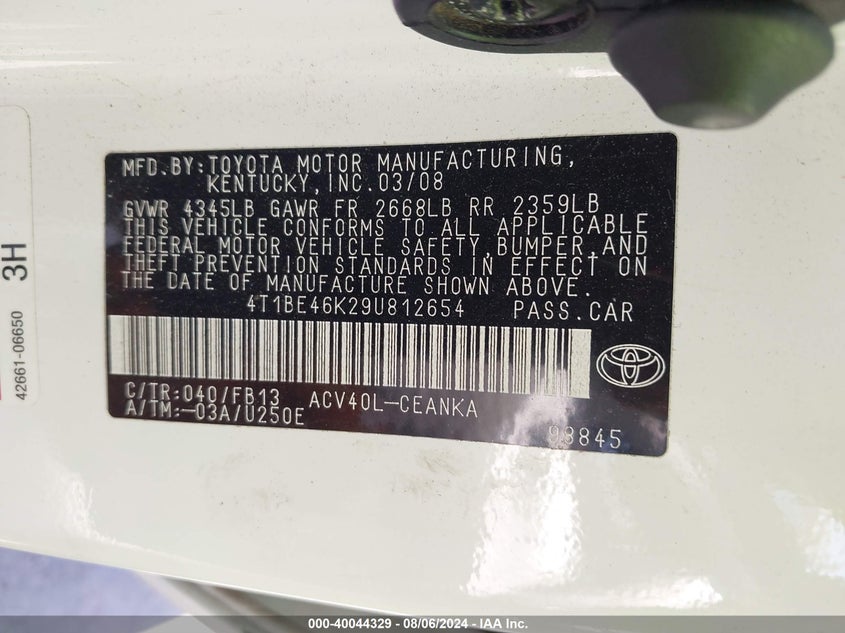 MFD.BY:TOYOTA MOTOR MANUFACTURING,
KENTUCKY,INC.03/08
GVWR 4345LB GAWR FR 2668LB RR 2359LB
THIS VEHICLE CONFORMS TO ALL APPLICABLE
FEDERAL MOTOR VEHICLE SAFETY,BUMPER,AND
THEFT PREVENTION STANDARDS IN EFFECT ON
THE DATE OF MANUFACTURE SHOWN ABOVE.
4T1BE46K29U812654 PASS.CAR
C/TR:040/FB13 ACV40L-CEANKA
A/TM:-03A/U250E
98845
42661-06650 3H
000-40044329 - 08/06/2024 - IAA Inc.